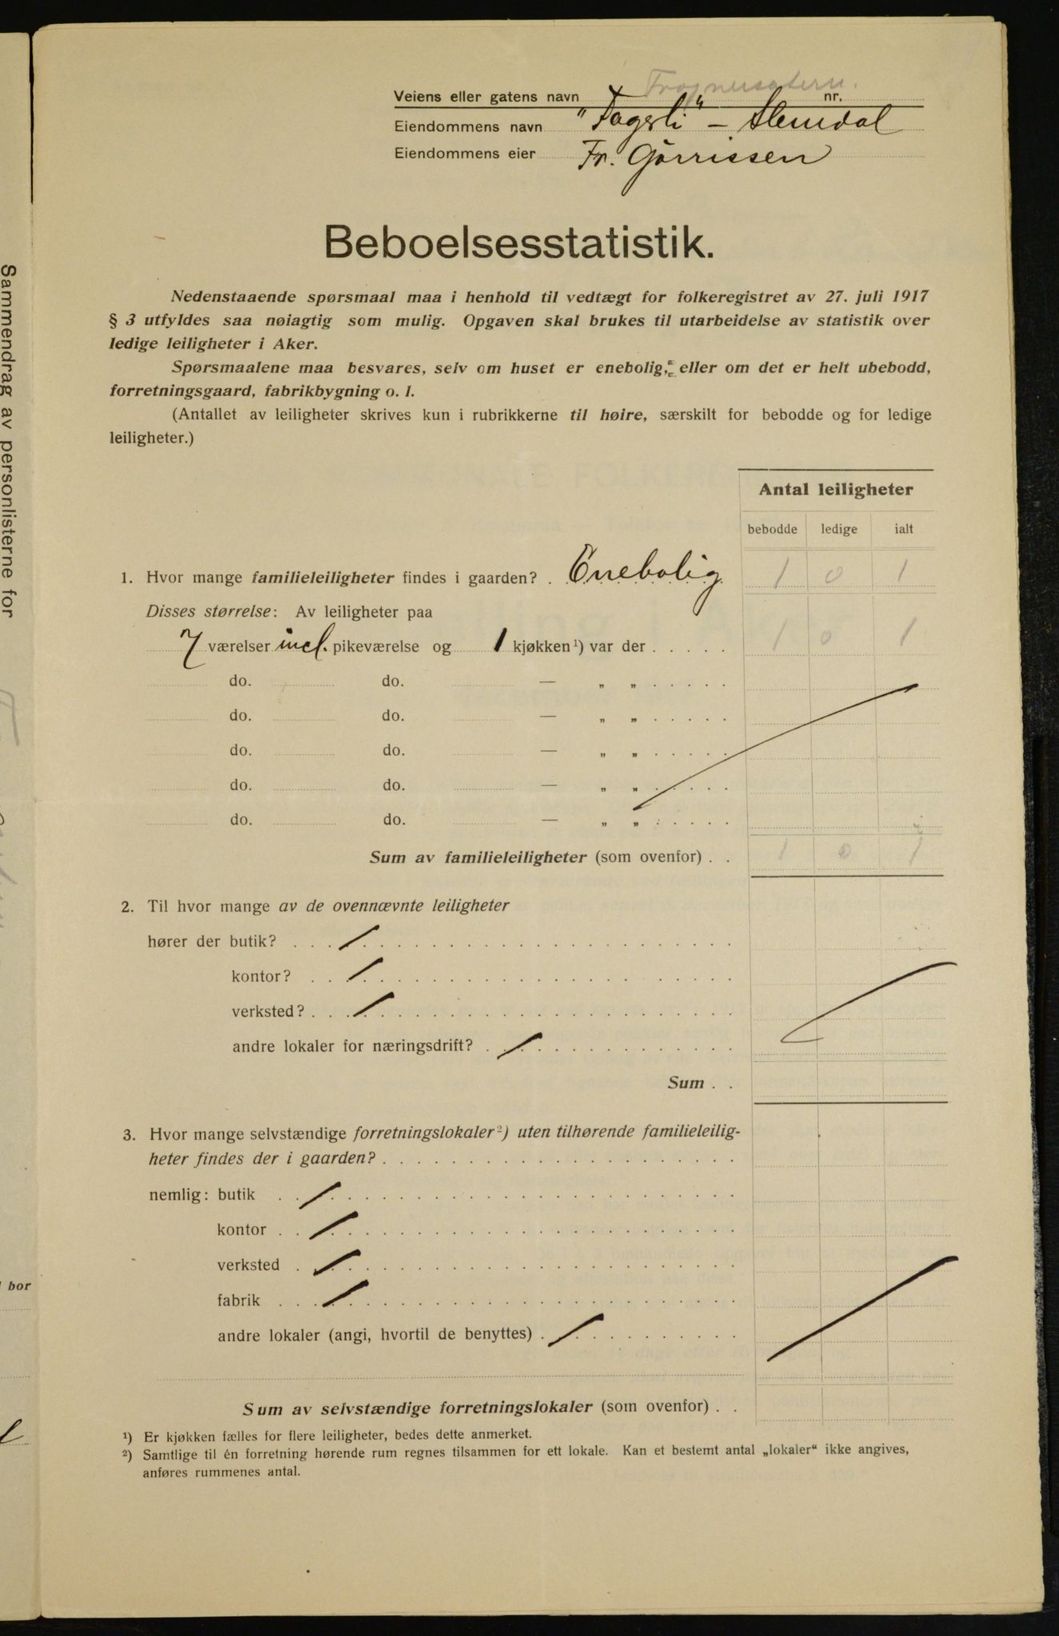 Veiens eller gatens navn Frognersetern. nr.
Eiendommens navn "Fagerli" – Slemdal
Eiendommens eier Fr. Görrissen
Beboelsesstatistik.
Nedenstaaende spørsmaal maa i henhold til vedtægt for folkeregistret av 27. juli 1917
§ 3 utfyldes saa nøiagtig som mulig. Opgaven skal brukes til utarbeidelse av statistik over
ledige leiligheter i Aker.
Spørsmaalene maa besvares, selv om huset er enebolig, eller om det er helt ubebodd,
forretningsgaard, fabrikbygning o. l.
(Antallet av leiligheter skrives kun i rubrikkerne til høire, særskilt for bebodde og for ledige
leiligheter.)
Antal leiligheter
bebodde ledige ialt
1. Hvor mange familieleiligheter findes i gaarden? . Enebolig 1 0 1
Disses størrelse: Av leiligheter paa
7 værelser incl. pikeværelse og 1 kjøkken ¹) var der . . . . . 1 0 1
do. do. — „ „ . . . . .
do. do. — „ „ . . . . .
do. do. — „ „ . . . . .
do. do. — „ „ . . . . .
do. do. — „ „ . . . . .
Sum av familieleiligheter (som ovenfor) . . 1 0 1
2. Til hvor mange av de ovennævnte leiligheter
hører der butik? . . . /
kontor? . . /
verksted? . . . /
andre lokaler for næringsdrift? . /
Sum . .
3. Hvor mange selvstændige forretningslokaler ²) uten tilhørende familieleilig-
heter findes der i gaarden? . . .
nemlig: butik . . /
kontor . . /
verksted . /
fabrik . . . /
andre lokaler (angi, hvortil de benyttes) . /
Sum av selvstændige forretningslokaler (som ovenfor) . .
¹) Er kjøkken fælles for flere leiligheter, bedes dette anmerket.
²) Samtlige til én forretning hørende rum regnes tilsammen for ett lokale. Kan et bestemt antal „lokaler“ ikke angives,
anføres rummenes antal.
Sammendrag av personlisterne for
bor